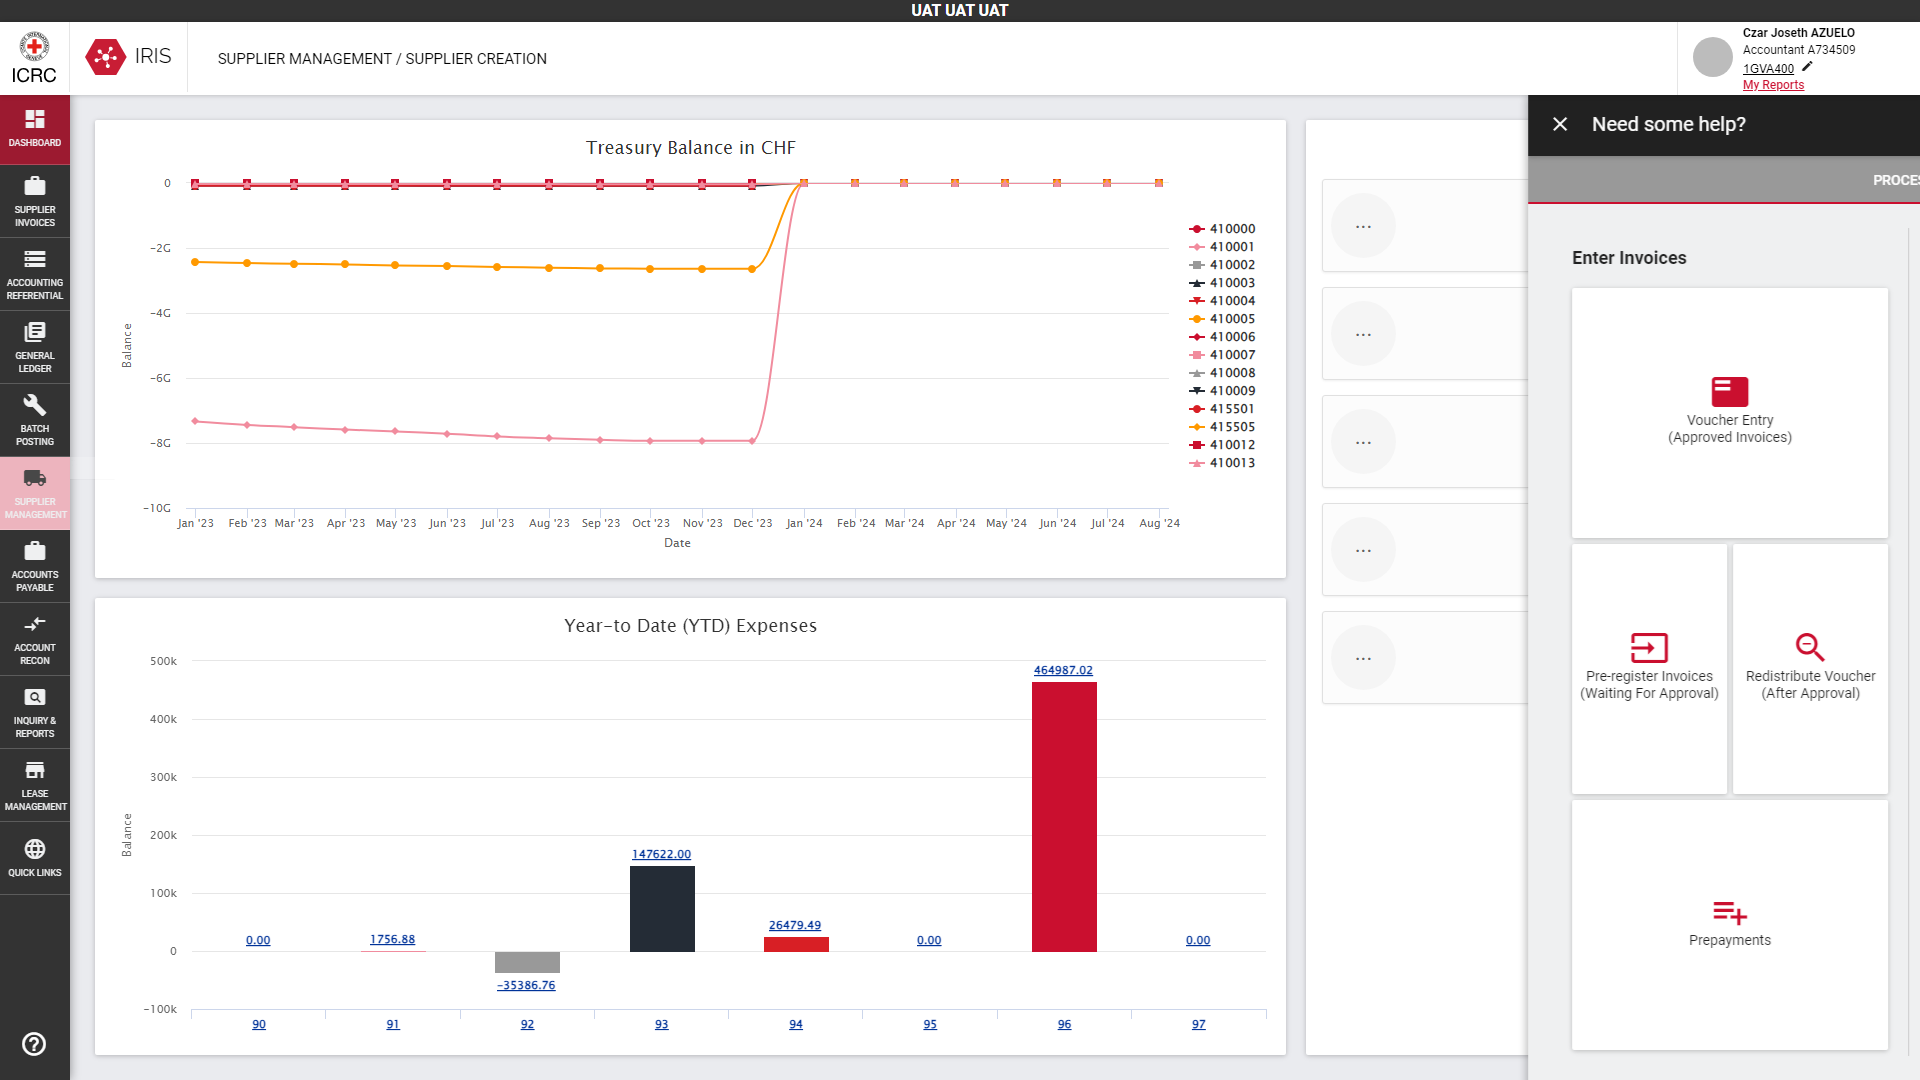 UAT UAT UAT
ICRC
IRIS
SUPPLIER MANAGEMENT / SUPPLIER CREATION
Czar Joseth AZUELO
Accountant A734509
1GVA400
My Reports
DASHBOARD
SUPPLIER
INVOICES
ACCOUNTING
REFERENTIAL
GENERAL
LEDGER
BATCH
POSTING
SUPPLIER
MANAGEMENT
ACCOUNTS
PAYABLE
ACCOUNT
RECON
INQUIRY &
REPORTS
LEASE
MANAGEMENT
QUICK LINKS
Treasury Balance in CHF
Balance
0
−2G
−4G
−6G
−8G
−10G
Jan '23 Feb '23 Mar '23 Apr '23 May '23 Jun '23 Jul '23 Aug '23 Sep '23 Oct '23 Nov '23 Dec '23 Jan '24 Feb '24 Mar '24 Apr '24 May '24 Jun '24 Jul '24 Aug '24
Date
410000
410001
410002
410003
410004
410005
410006
410007
410008
410009
415501
415505
410012
410013
Year-to Date (YTD) Expenses
Balance
500k
400k
300k
200k
100k
0
−100k
0.00
1756.88
−35386.76
147622.00
26479.49
0.00
464987.02
0.00
90 91 92 93 94 95 96 97
...
...
...
...
...
Need some help?
PROCES
Enter Invoices
Voucher Entry
(Approved Invoices)
Pre-register Invoices
(Waiting For Approval)
Redistribute Voucher
(After Approval)
Prepayments